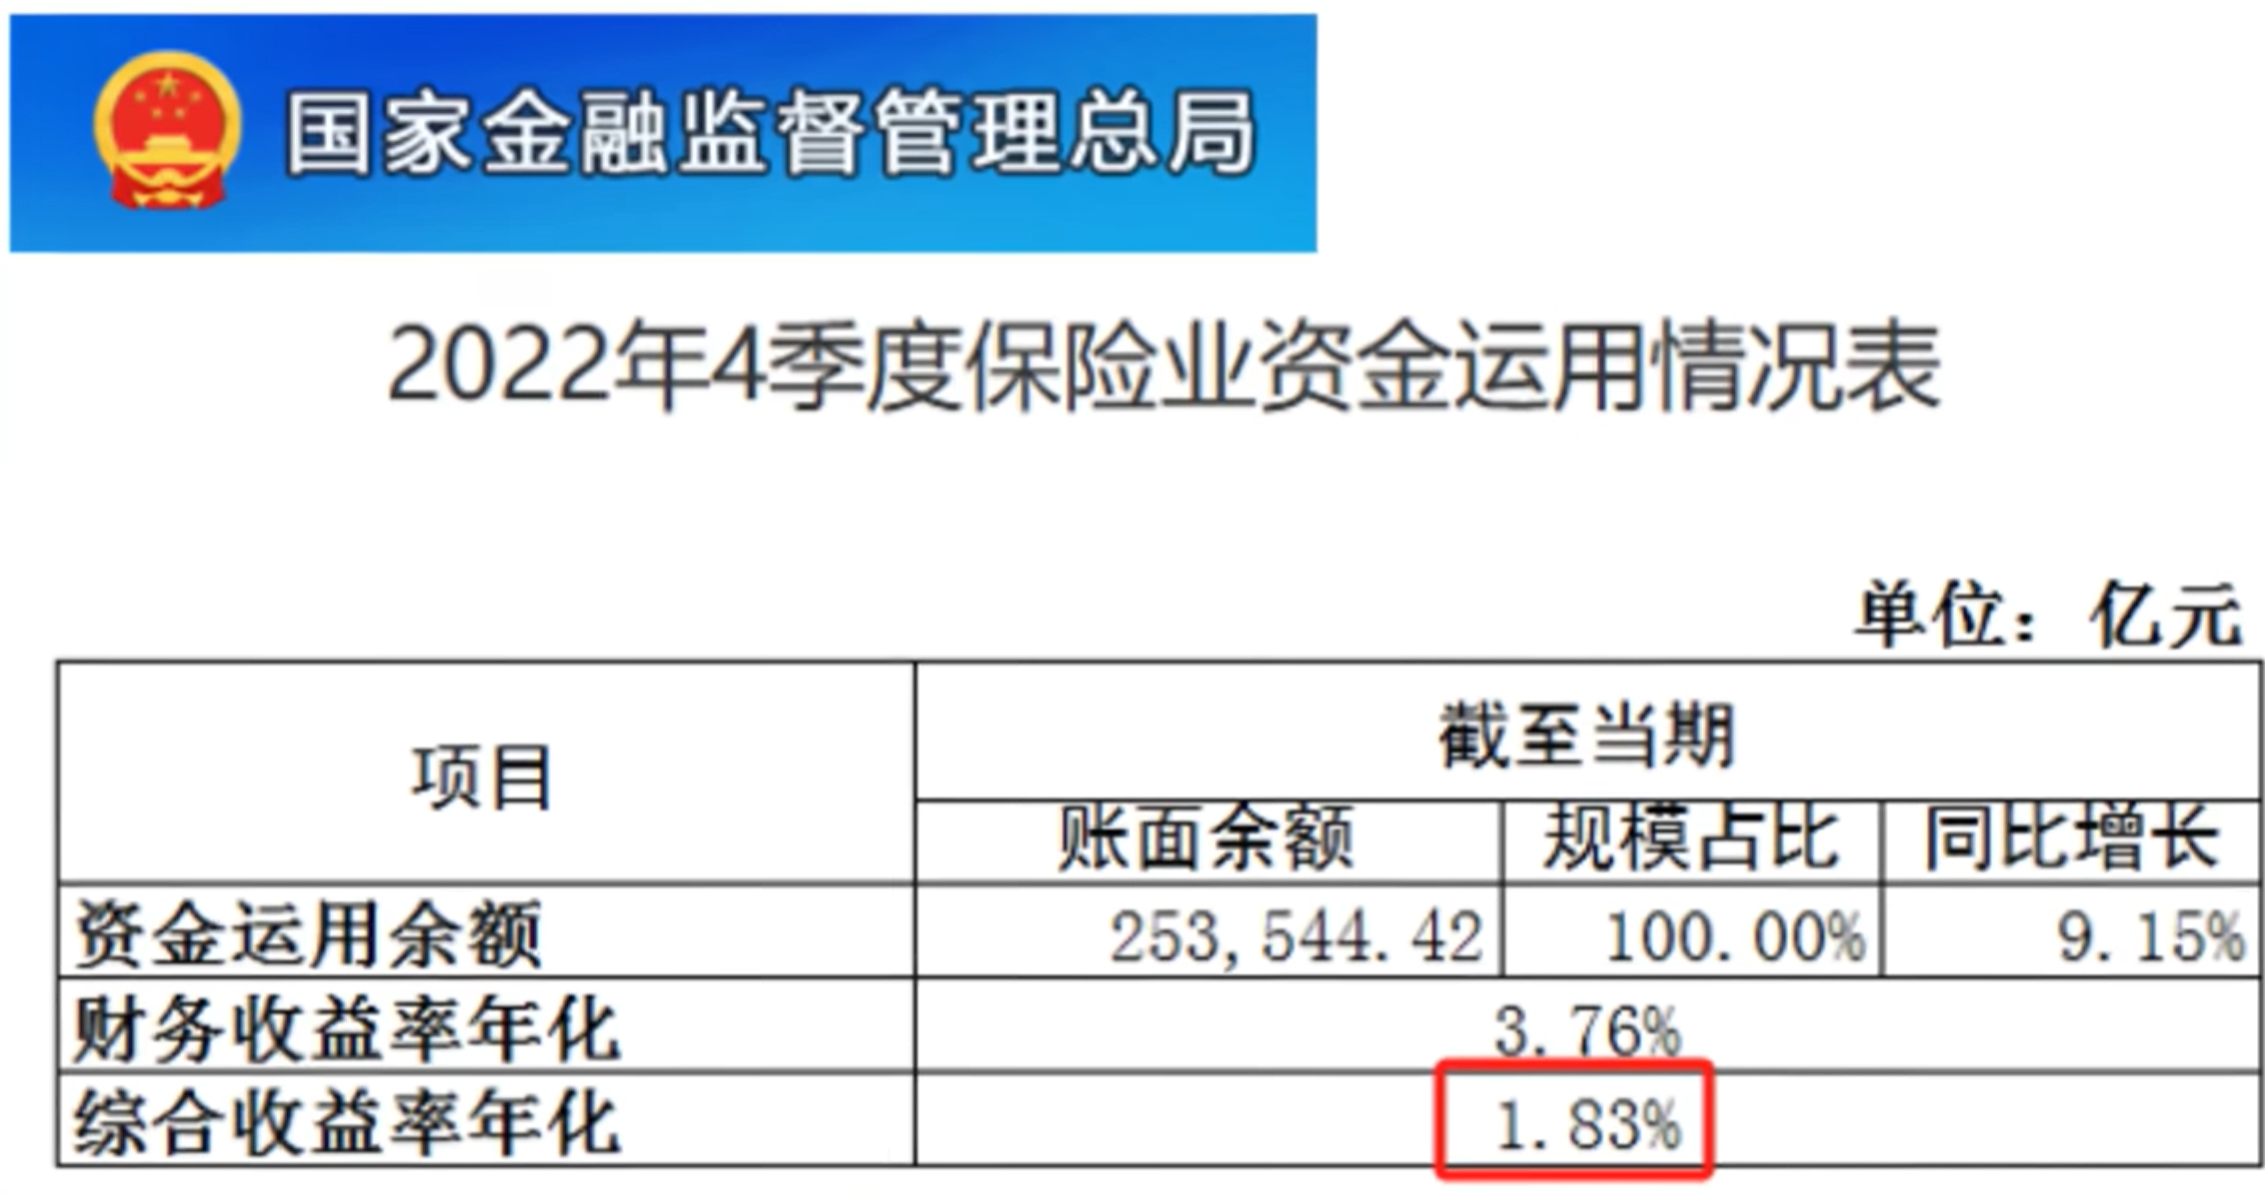 国家金融监督管理总局
2022年4季度保险业资金运用情况表
单位：亿元
项目 截至当期
账面余额 规模占比 同比增长
资金运用余额 253,544.42 100.00% 9.15%
财务收益率年化 3.76%
综合收益率年化 1.83%